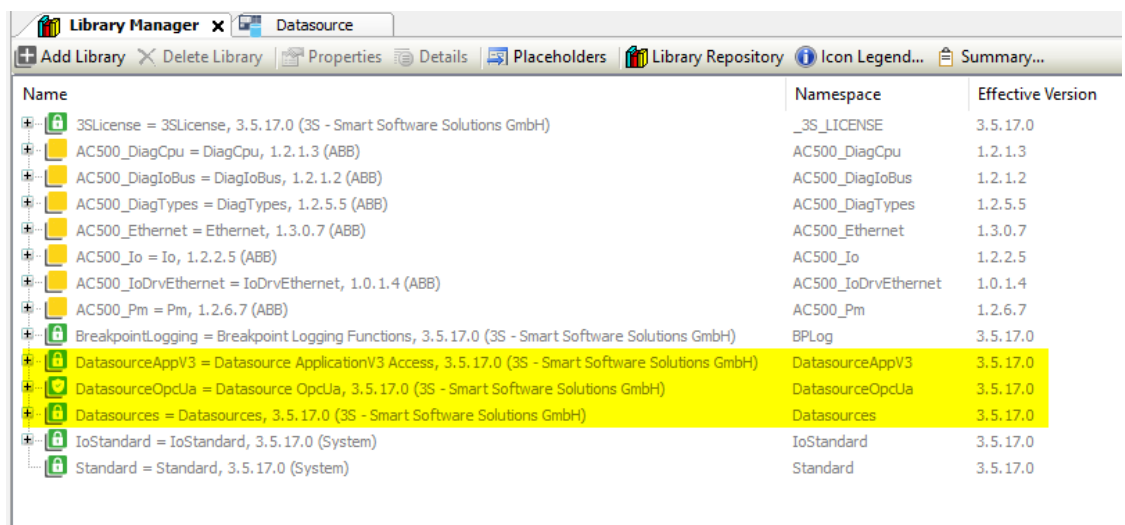 Library Manager X Datasource
Add Library Delete Library Properties Details Placeholders Library Repository Icon Legend... Summary...
Name Namespace Effective Version
3SLicense = 3SLicense, 3.5.17.0 (3S - Smart Software Solutions GmbH) _3S_LICENSE 3.5.17.0
AC500_DiagCpu = DiagCpu, 1.2.1.3 (ABB) AC500_DiagCpu 1.2.1.3
AC500_DiagIoBus = DiagIoBus, 1.2.1.2 (ABB) AC500_DiagIoBus 1.2.1.2
AC500_DiagTypes = DiagTypes, 1.2.5.5 (ABB) AC500_DiagTypes 1.2.5.5
AC500_Ethernet = Ethernet, 1.3.0.7 (ABB) AC500_Ethernet 1.3.0.7
AC500_Io = Io, 1.2.2.5 (ABB) AC500_Io 1.2.2.5
AC500_IoDrvEthernet = IoDrvEthernet, 1.0.1.4 (ABB) AC500_IoDrvEthernet 1.0.1.4
AC500_Pm = Pm, 1.2.6.7 (ABB) AC500_Pm 1.2.6.7
BreakpointLogging = Breakpoint Logging Functions, 3.5.17.0 (3S - Smart Software Solutions GmbH) BPLog 3.5.17.0
DatasourceAppV3 = Datasource ApplicationV3 Access, 3.5.17.0 (3S - Smart Software Solutions GmbH) DatasourceAppV3 3.5.17.0
DatasourceOpcUa = Datasource OpcUa, 3.5.17.0 (3S - Smart Software Solutions GmbH) DatasourceOpcUa 3.5.17.0
Datasources = Datasources, 3.5.17.0 (3S - Smart Software Solutions GmbH) Datasources 3.5.17.0
IoStandard = IoStandard, 3.5.17.0 (System) IoStandard 3.5.17.0
Standard = Standard, 3.5.17.0 (System) Standard 3.5.17.0